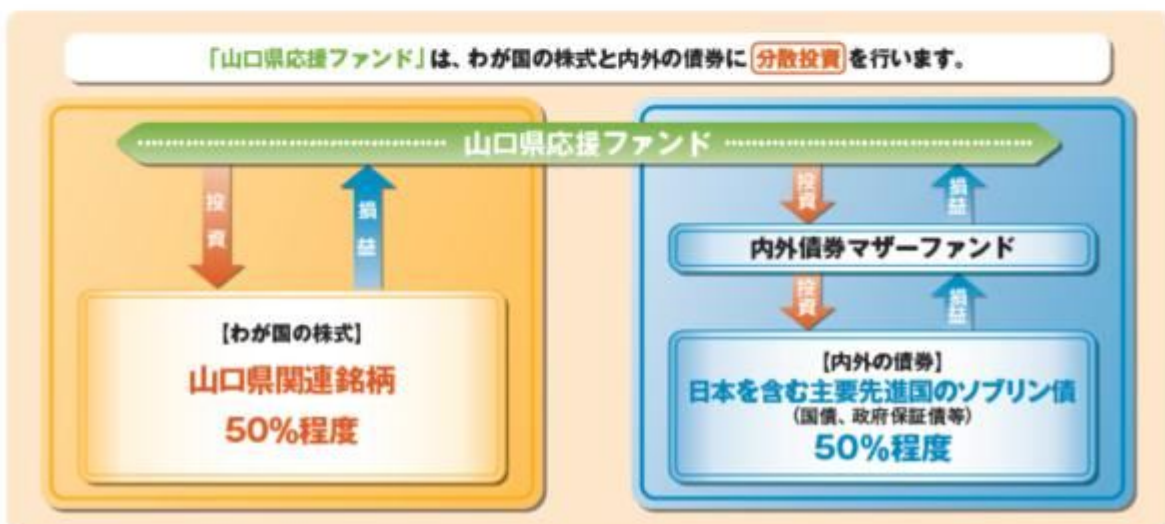 「山口県応援ファンド」は、わが国の株式と内外の債券に分散投資を行います。
山口県応援ファンド
投資
損益
【わが国の株式】
山口県関連銘柄
50%程度
投資
損益
内外債券マザーファンド
投資
損益
【内外の債券】
日本を含む主要先進国のソブリン債
(国債、政府保証債等)
50%程度